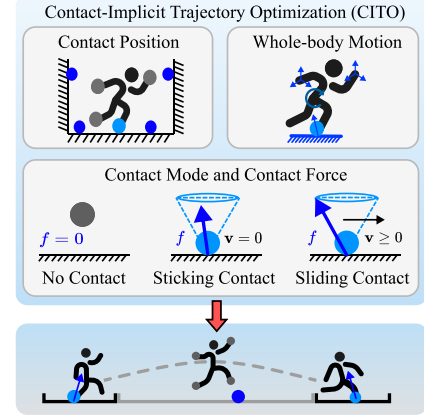 Contact-Implicit Trajectory Optimization (CITO)
Contact Position
Whole-body Motion
Contact Mode and Contact Force
f = 0
f
v = 0
f
v ≥ 0
No Contact
Sticking Contact
Sliding Contact